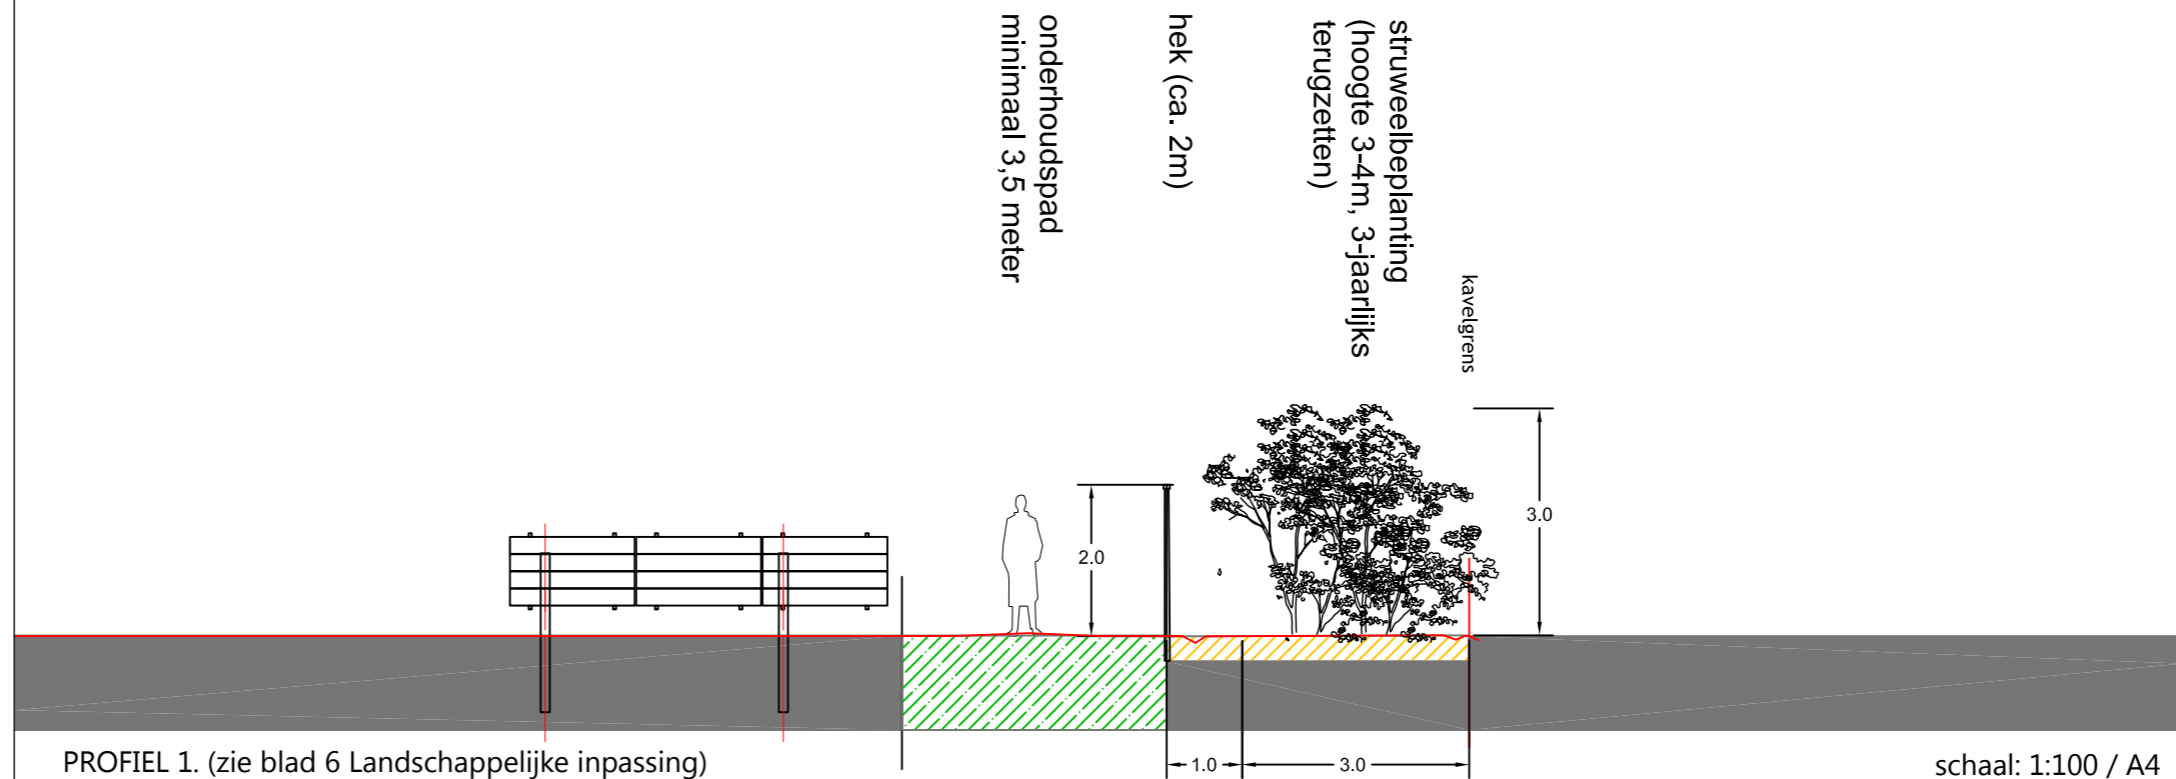 onderhoudspad
minimaal 3,5 meter
hek (ca. 2m)
struweelbeplanting
(hoogte 3-4m, 3-jaarlijks
terugzetten)
kavelgrens
2.0
3.0
1.0
3.0
PROFIEL 1. (zie blad 6 Landschappelijke inpassing)
schaal: 1:100 / A4